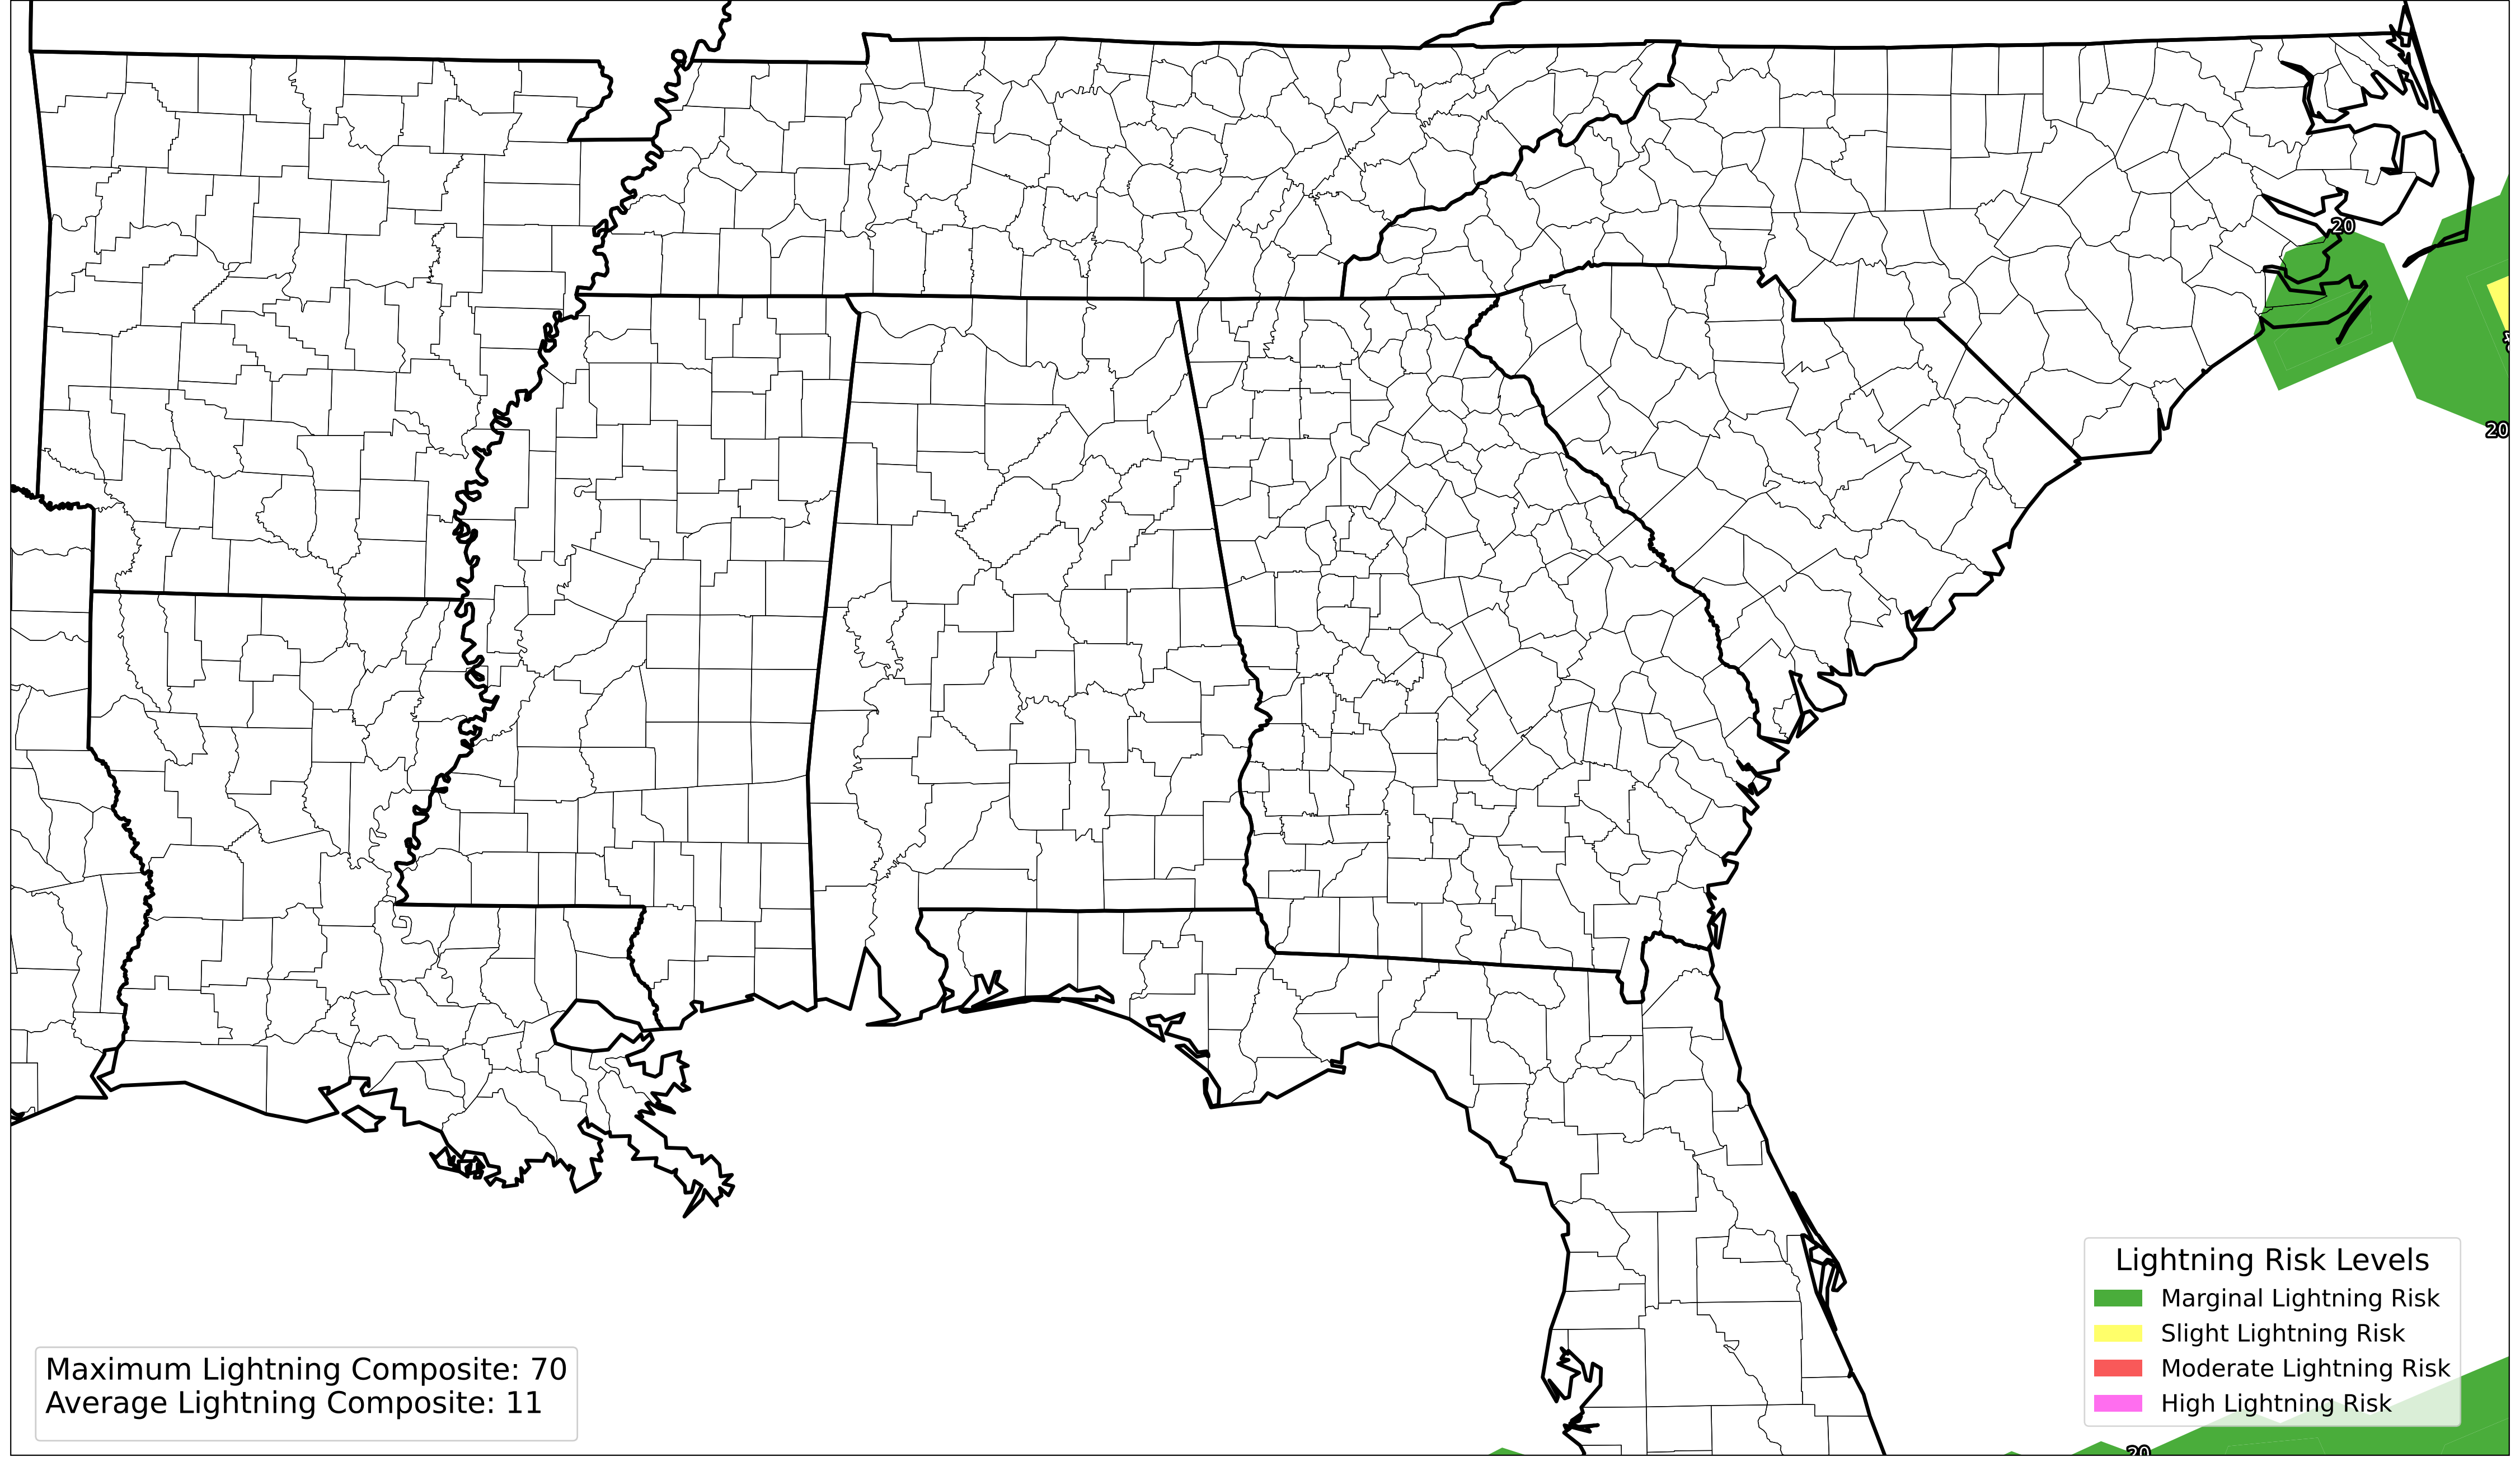 20
20
Lightning Risk Levels
Marginal Lightning Risk
Slight Lightning Risk
Moderate Lightning Risk
High Lightning Risk
Maximum Lightning Composite: 70
Average Lightning Composite: 11
20